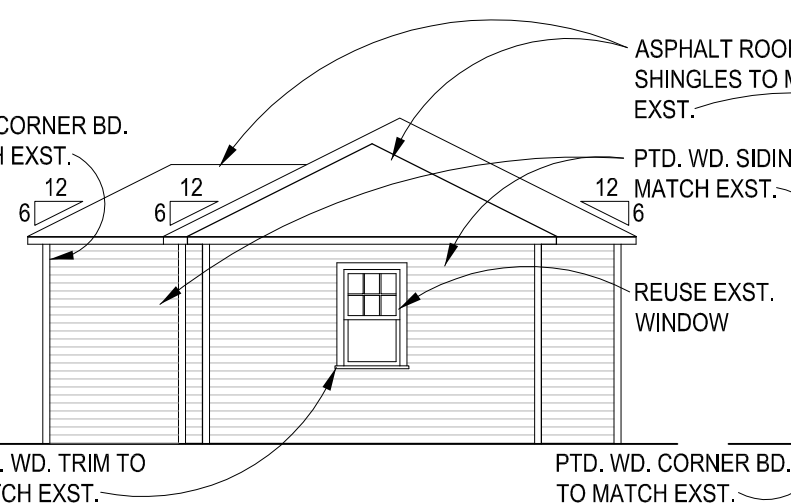 ASPHALT ROOF
SHINGLES TO M
EXST.
CORNER BD.
H EXST.
PTD. WD. SIDIN
MATCH EXST.
12
6
12
6
12
6
REUSE EXST.
WINDOW
. WD. TRIM TO
TCH EXST.
PTD. WD. CORNER BD.
TO MATCH EXST.